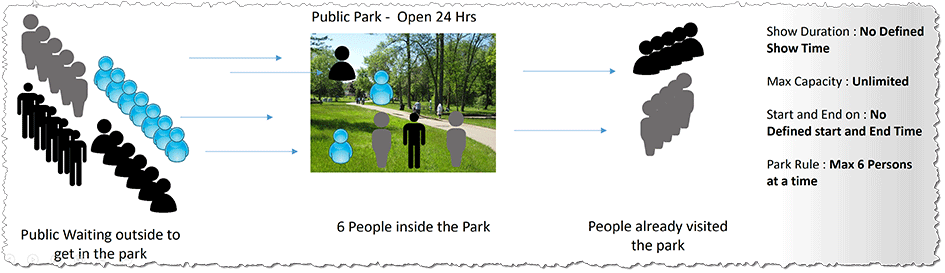 Public Park -  Open 24 Hrs
Public Waiting outside to
get in the park
6 People inside the Park
People already visited
the park
Show Duration : No Defined
Show Time
Max Capacity : Unlimited
Start and End on : No
Defined start and End Time
Park Rule : Max 6 Persons
at a time